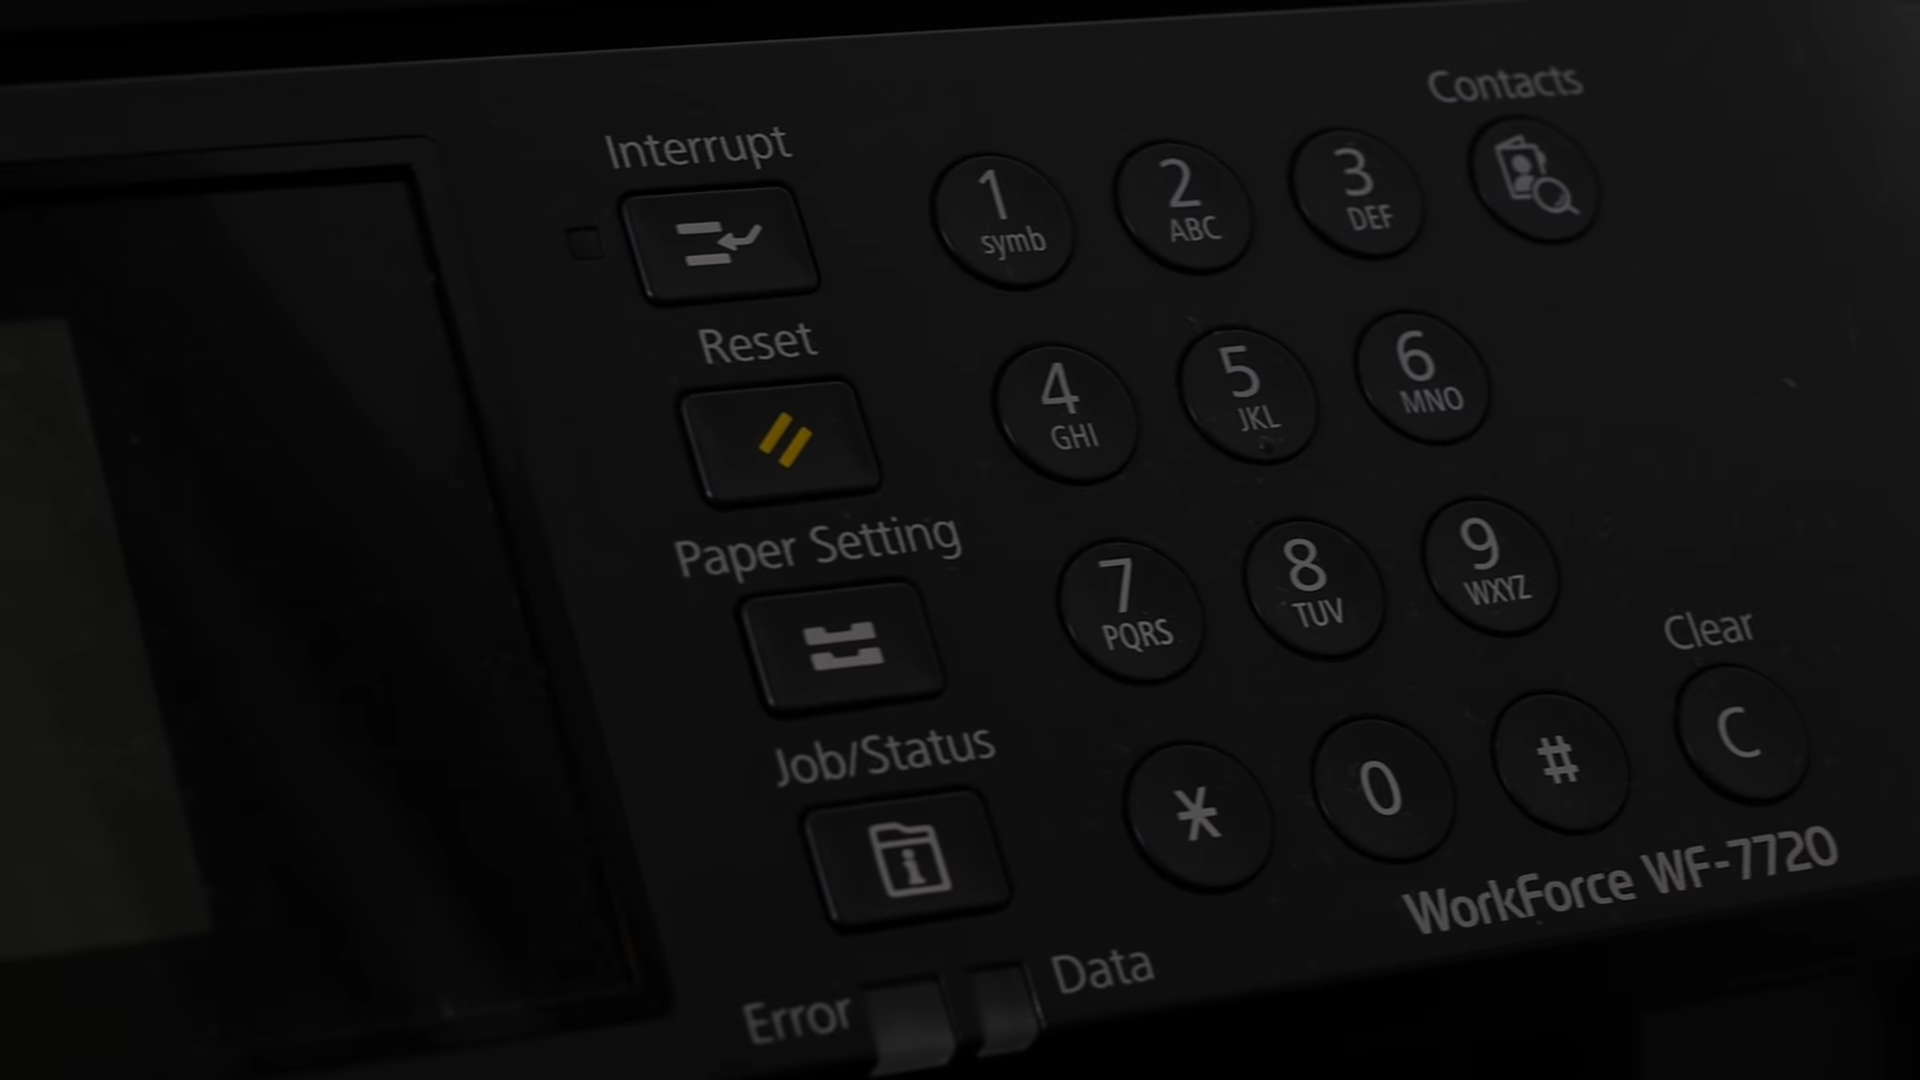 Contacts
Interrupt
1 symb
2 ABC
3 DEF
Reset
4 GHI
5 JKL
6 MNO
Paper Setting
7 PQRS
8 TUV
9 WXYZ
Clear
Job/Status
* 0 # C
WorkForce WF-7720
Error
Data